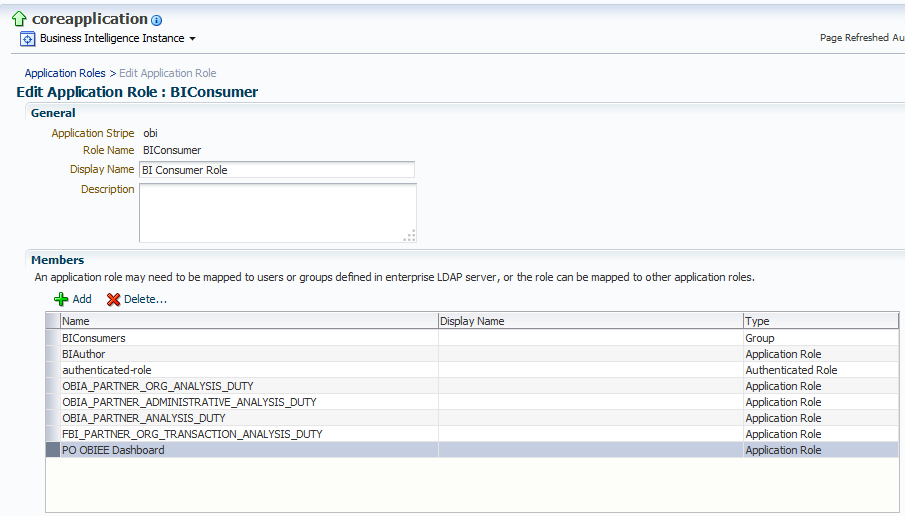 coreapplication
Business Intelligence Instance
Page Refreshed Au
Application Roles > Edit Application Role
Edit Application Role : BIConsumer
General
Application Stripe obi
Role Name BIConsumer
Display Name BI Consumer Role
Description
Members
An application role may need to be mapped to users or groups defined in enterprise LDAP server, or the role can be mapped to other application roles.
Add Delete...
Name Display Name Type
BIConsumers Group
BIAuthor Application Role
authenticated-role Authenticated Role
OBIA_PARTNER_ORG_ANALYSIS_DUTY Application Role
OBIA_PARTNER_ADMINISTRATIVE_ANALYSIS_DUTY Application Role
OBIA_PARTNER_ANALYSIS_DUTY Application Role
FBI_PARTNER_ORG_TRANSACTION_ANALYSIS_DUTY Application Role
PO OBIEE Dashboard Application Role